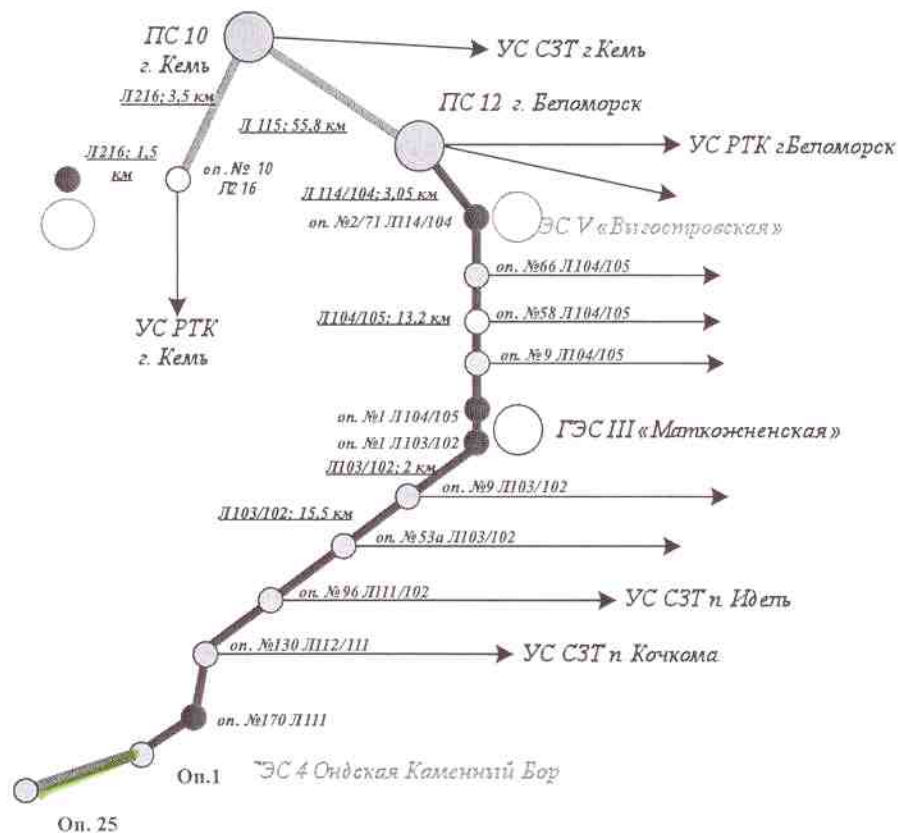 ПС 10
г. Кемь
УС СЗТ г Кемь
Л216; 3,5 км
ПС 12 г. Беломорск
Л 115; 55,8 км
УС РТК г.Беломорск
Л216; 1,5
км
оп. № 10
Л216
Л114/104; 3,05 км
оп. №2/71 Л114/104
ЭС V «Выгостровская»
оп. №66 Л104/105
Л104/105; 13,2 км
оп. №58 Л104/105
УС РТК
г. Кемь
оп. №9 Л104/105
оп. №1 Л104/105
оп. №1 Л103/102
ГЭС III «Маткожненская»
Л103/102; 2 км
оп. №9 Л103/102
Л103/102; 15,5 км
оп. №53а Л103/102
оп. №96 Л111/102
УС СЗТ п Идель
оп. №130 Л112/111
УС СЗТ п Кочкома
оп. №170 Л111
Оп.1
ЭС 4 Ондская Каменный Бор
Оп. 25